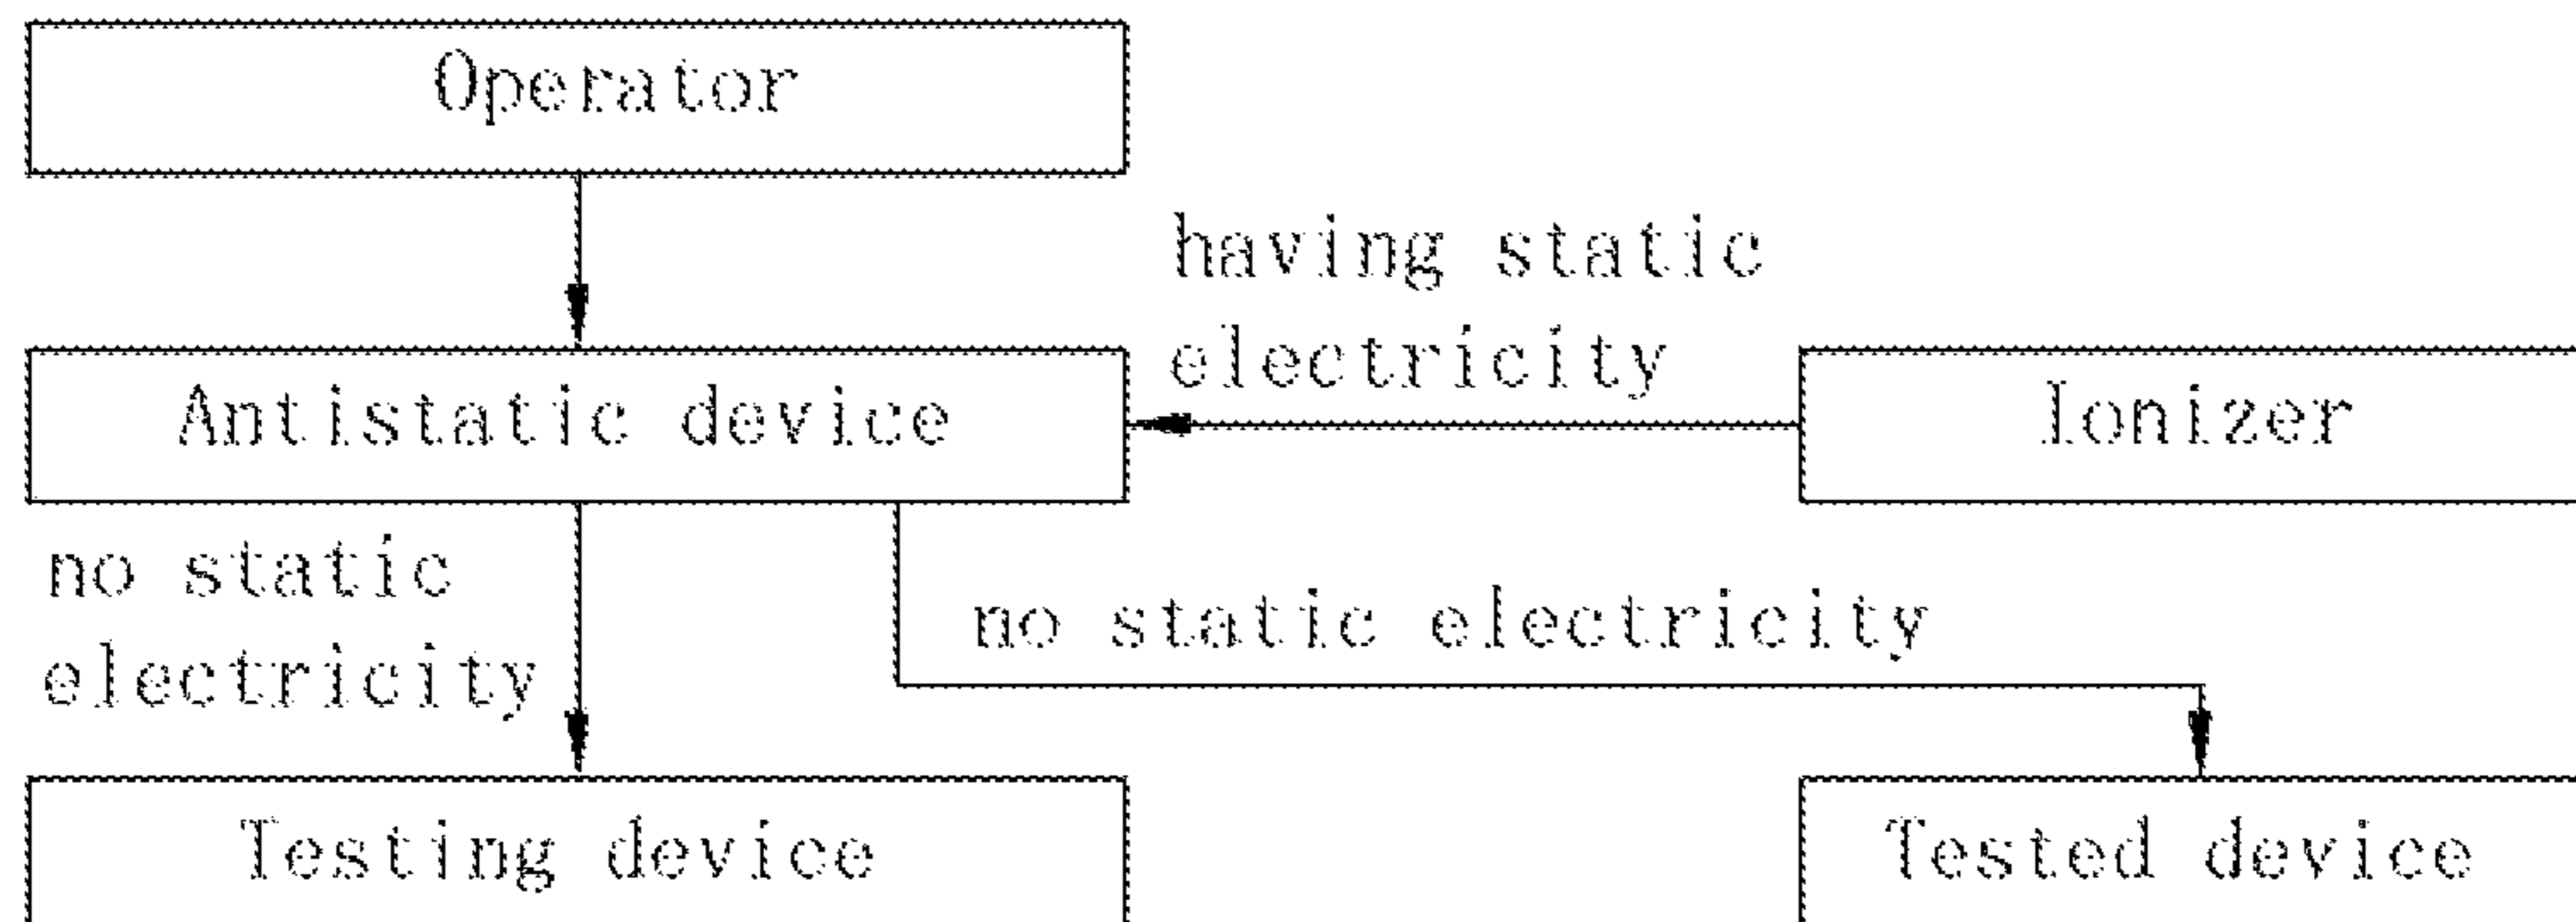 Operator
having static
electricity
Antistatic device
Ionizer
no static
electricity
no static electricity
Testing device
Tested device